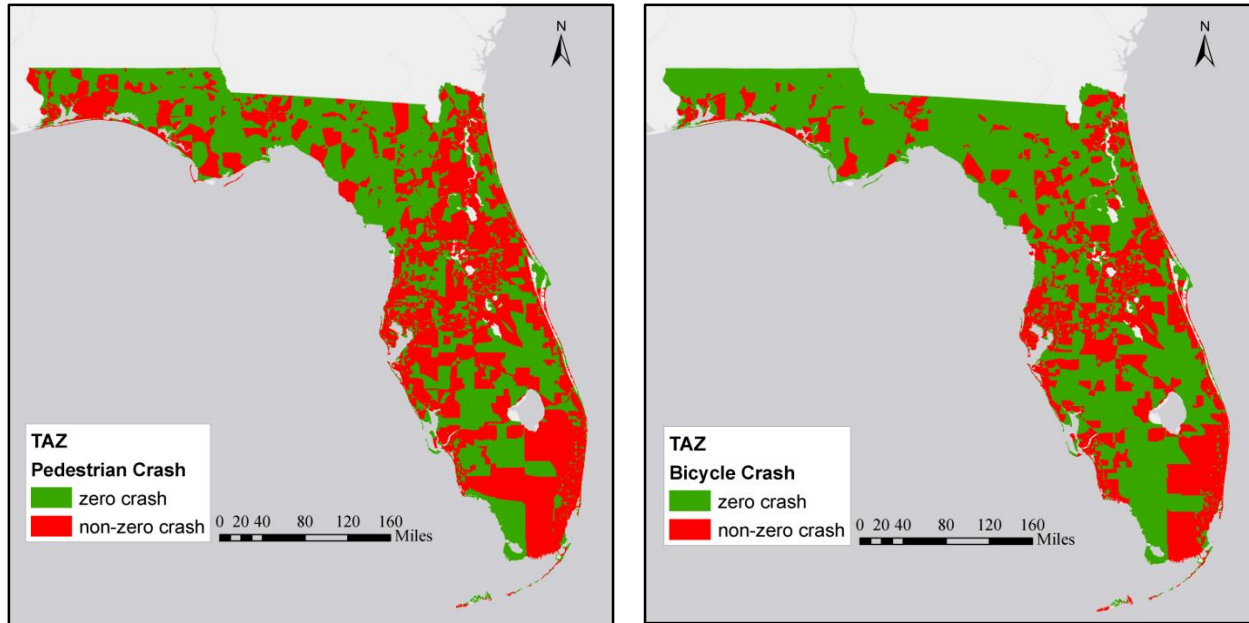 N
TAZ
Pedestrian Crash
zero crash
non-zero crash
0 20 40 80 120 160
Miles
N
TAZ
Bicycle Crash
zero crash
non-zero crash
0 20 40 80 120 160
Miles